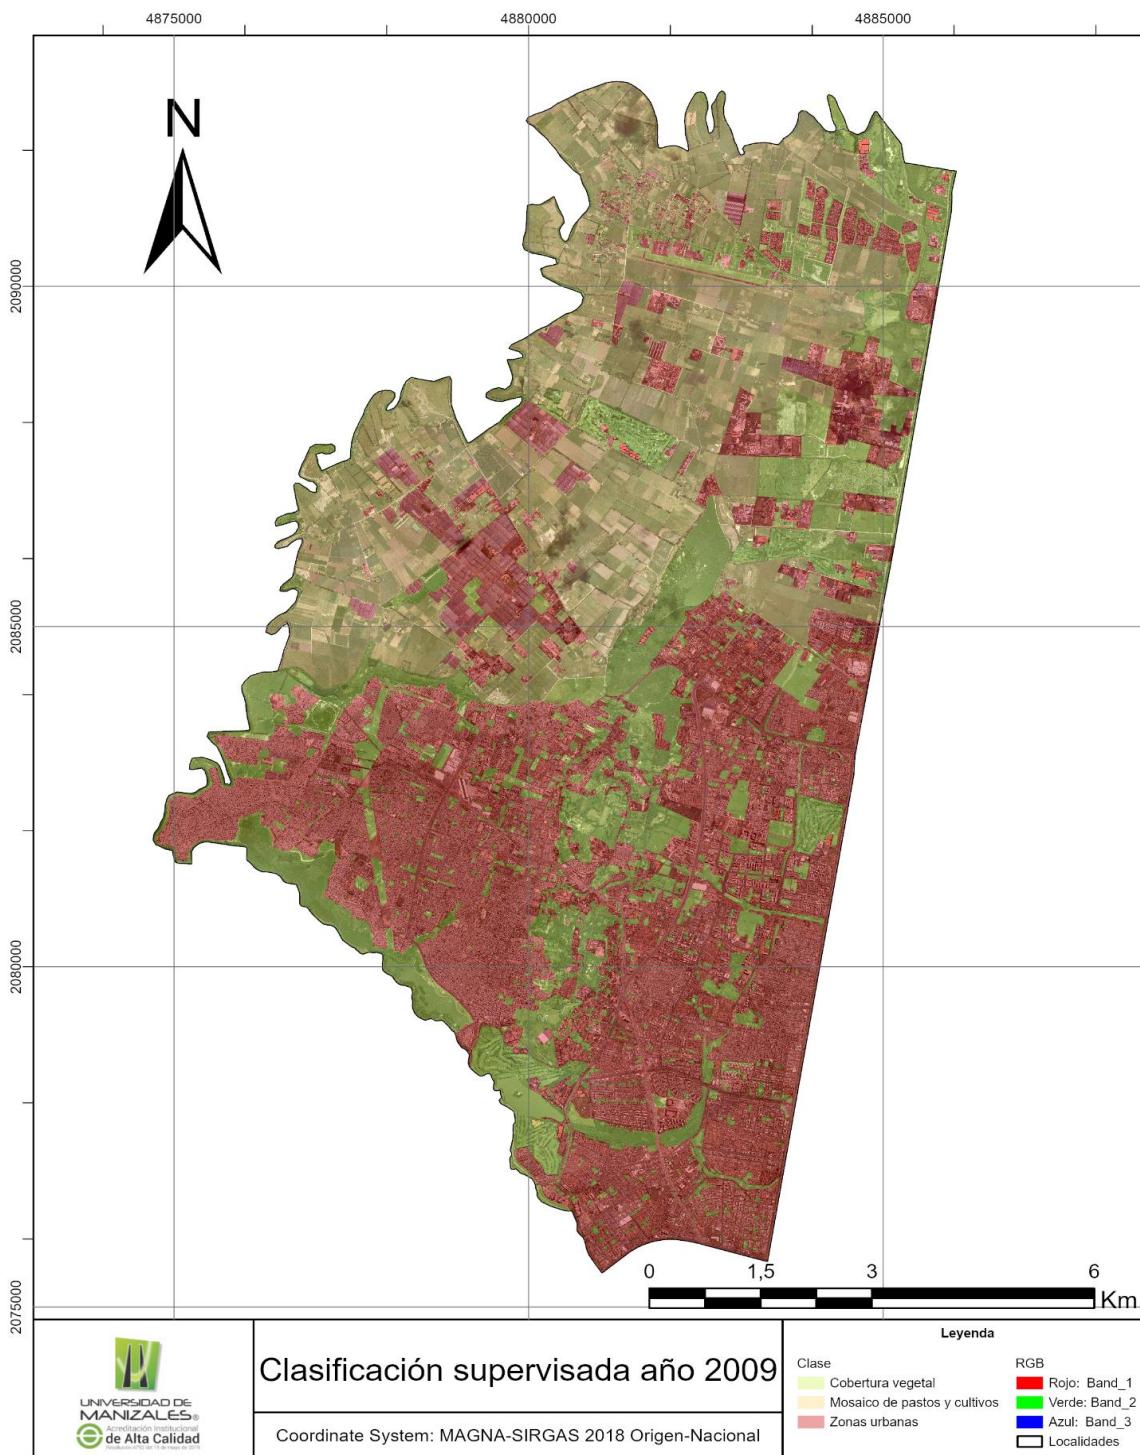 4875000 4880000 4885000
N
2090000
2085000
2080000
2075000
0 1,5 3 6
Km
Leyenda
Clasificación supervisada año 2009
Coordinate System: MAGNA-SIRGAS 2018 Origen-Nacional
UNIVERSIDAD DE
MANIZALES®
Acreditación Institucional
de Alta Calidad
Clase
Cobertura vegetal
Mosaico de pastos y cultivos
Zonas urbanas
RGB
Rojo: Band_1
Verde: Band_2
Azul: Band_3
Localidades